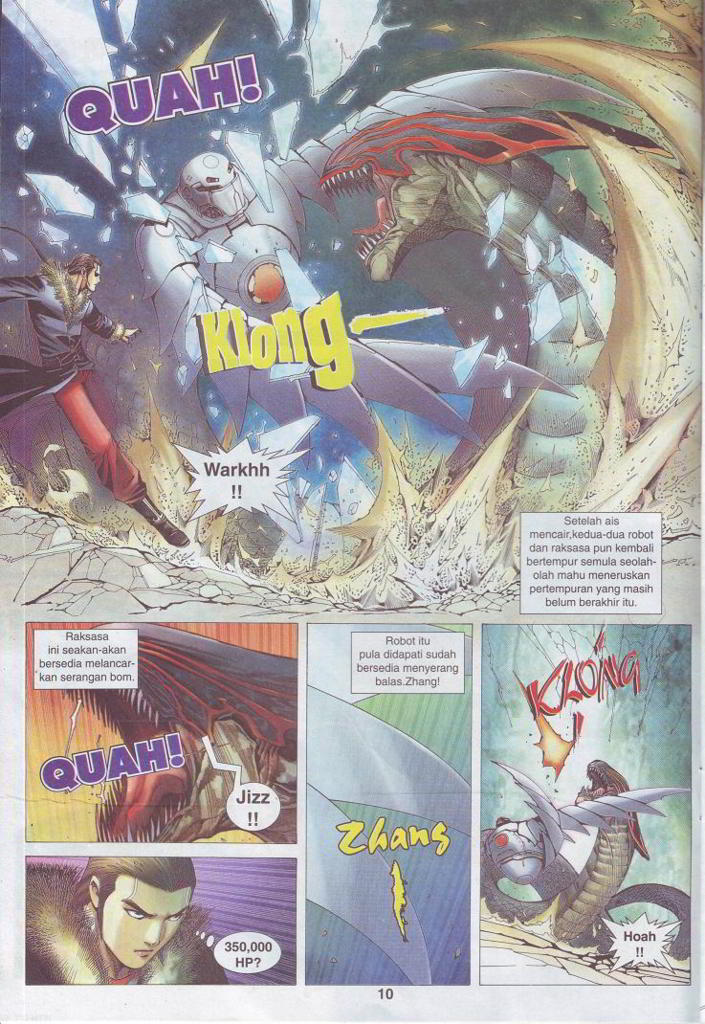 QUAH!
Klong
Warkhh
!!
Setelah ais
mencair,kedua-dua robot
dan raksasa pun kembali
bertempur semula seolah-
olah mahu meneruskan
pertempuran yang masih
belum berakhir itu.
Raksasa
ini seakan-akan
bersedia melancar-
kan serangan bom.
QUAH!
Jizz
!!
350,000
HP?
Robot itu
pula didapati sudah
bersedia menyerang
balas.Zhang!
Zhang
!
KLONG
!
Hoah
!!
10